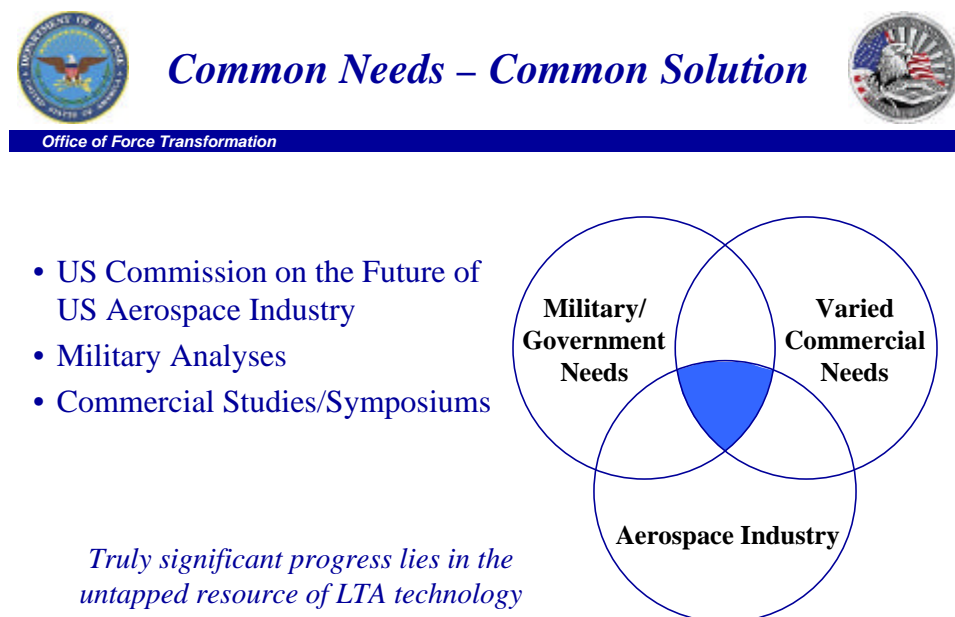 Common Needs – Common Solution
Office of Force Transformation
• US Commission on the Future of
US Aerospace Industry
• Military Analyses
• Commercial Studies/Symposiums
Military/
Government
Needs
Varied
Commercial
Needs
Aerospace Industry
Truly significant progress lies in the
untapped resource of LTA technology